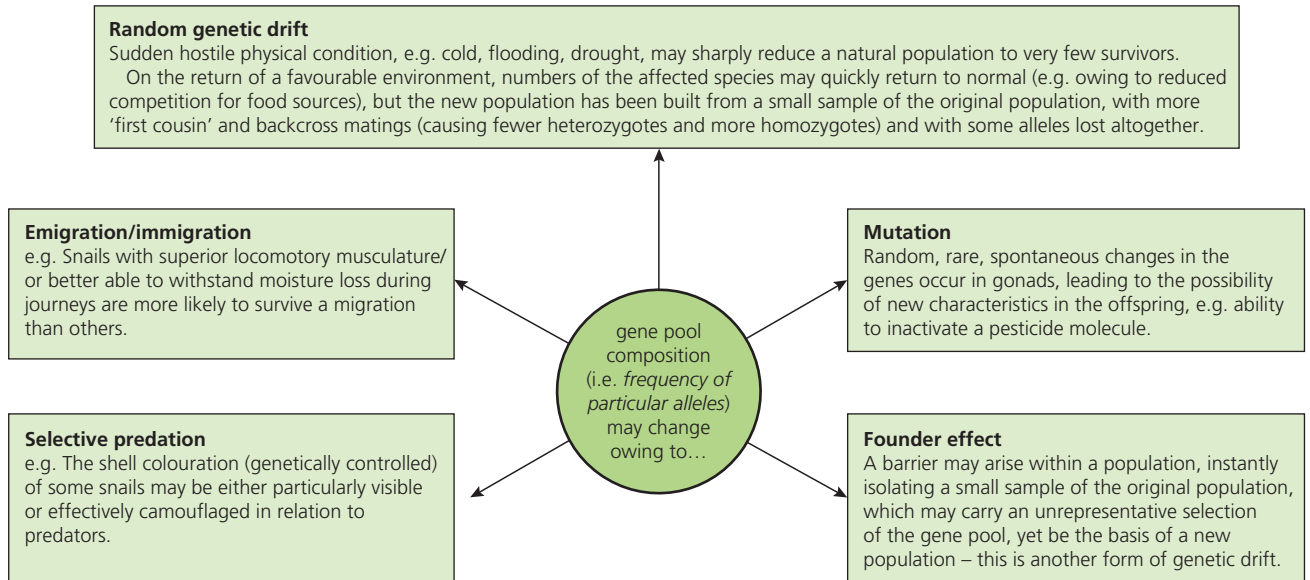 Random genetic drift
Sudden hostile physical condition, e.g. cold, flooding, drought, may sharply reduce a natural population to very few survivors.
On the return of a favourable environment, numbers of the affected species may quickly return to normal (e.g. owing to reduced
competition for food sources), but the new population has been built from a small sample of the original population, with more
‘first cousin’ and backcross matings (causing fewer heterozygotes and more homozygotes) and with some alleles lost altogether.
Emigration/immigration
e.g. Snails with superior locomotory musculature/
or better able to withstand moisture loss during
journeys are more likely to survive a migration
than others.
Mutation
Random, rare, spontaneous changes in the
genes occur in gonads, leading to the possibility
of new characteristics in the offspring, e.g. ability
to inactivate a pesticide molecule.
gene pool
composition
(i.e. frequency of
particular alleles)
may change
owing to…
Selective predation
e.g. The shell colouration (genetically controlled)
of some snails may be either particularly visible
or effectively camouflaged in relation to
predators.
Founder effect
A barrier may arise within a population, instantly
isolating a small sample of the original population,
which may carry an unrepresentative selection
of the gene pool, yet be the basis of a new
population – this is another form of genetic drift.